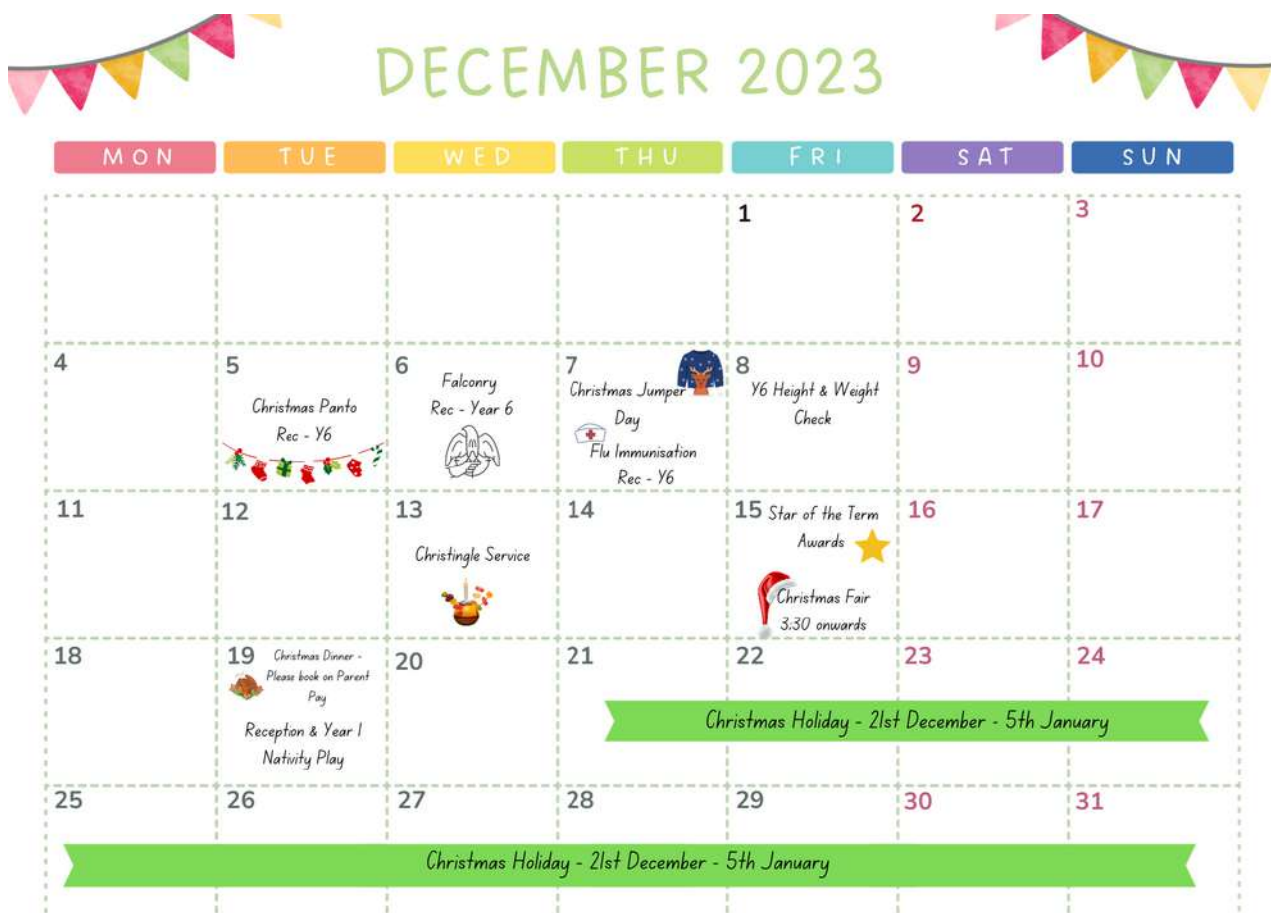 DECEMBER 2023
MON TUE WED THU FRI SAT SUN
1 2 3
4 5 6 7 8 9 10
Christmas Panto
Rec - Y6
Falconry
Rec - Year 6
Christmas Jumper
Day
Flu Immunisation
Rec - Y6
Y6 Height & Weight
Check
11 12 13 14 15 16 17
Christingle Service
Star of the Term
Awards
Christmas Fair
3:30 onwards
18 19 20 21 22 23 24
Christmas Dinner -
Please book on Parent
Pay
Reception & Year 1
Nativity Play
Christmas Holiday - 21st December - 5th January
25 26 27 28 29 30 31
Christmas Holiday - 21st December - 5th January